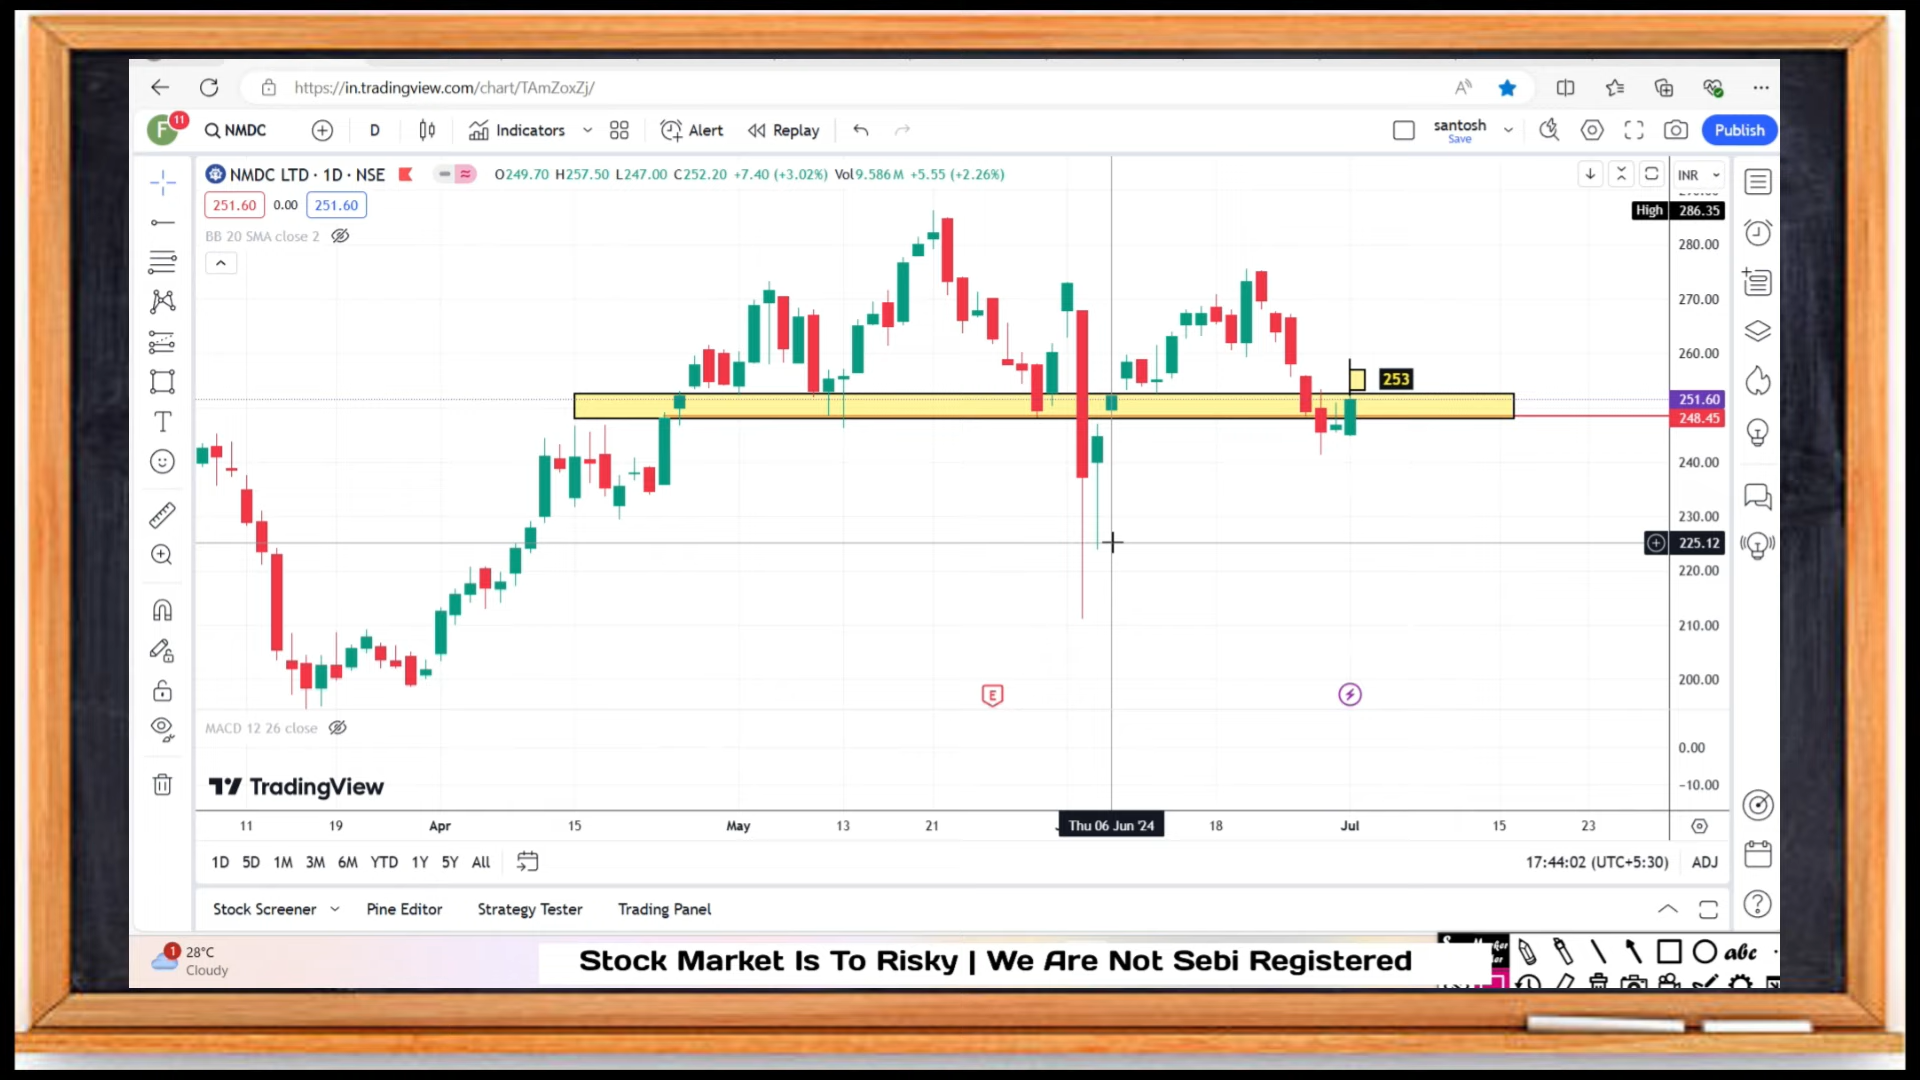 https://in.tradingview.com/chart/TAmZoxZj/
F 11 NMDC D Indicators Alert Replay santosh Save Publish
NMDC LTD · 1D · NSE O249.70 H257.50 L247.00 C252.20 +7.40 (+3.02%) Vol9.586M +5.55 (+2.26%) INR
251.60 0.00 251.60
High 286.35
BB 20 SMA close 2
280.00
270.00
260.00
253
251.60
248.45
240.00
230.00
225.12
220.00
210.00
200.00
E
MACD 12 26 close
0.00
TradingView
-10.00
11 19 Apr 15 May 13 21 Thu 06 Jun '24 18 Jul 15 23
1D 5D 1M 3M 6M YTD 1Y 5Y All 17:44:02 (UTC+5:30) ADJ
Stock Screener Pine Editor Strategy Tester Trading Panel
1 28°C
Cloudy
Stock Market Is To Risky | We Are Not Sebi Registered
abc